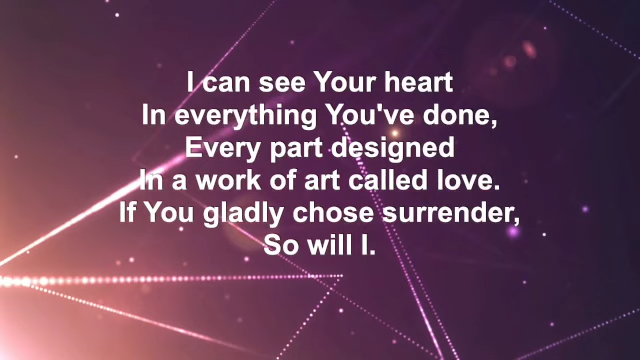 I can see Your heart
In everything You've done,
Every part designed
In a work of art called love.
If You gladly chose surrender,
So will I.